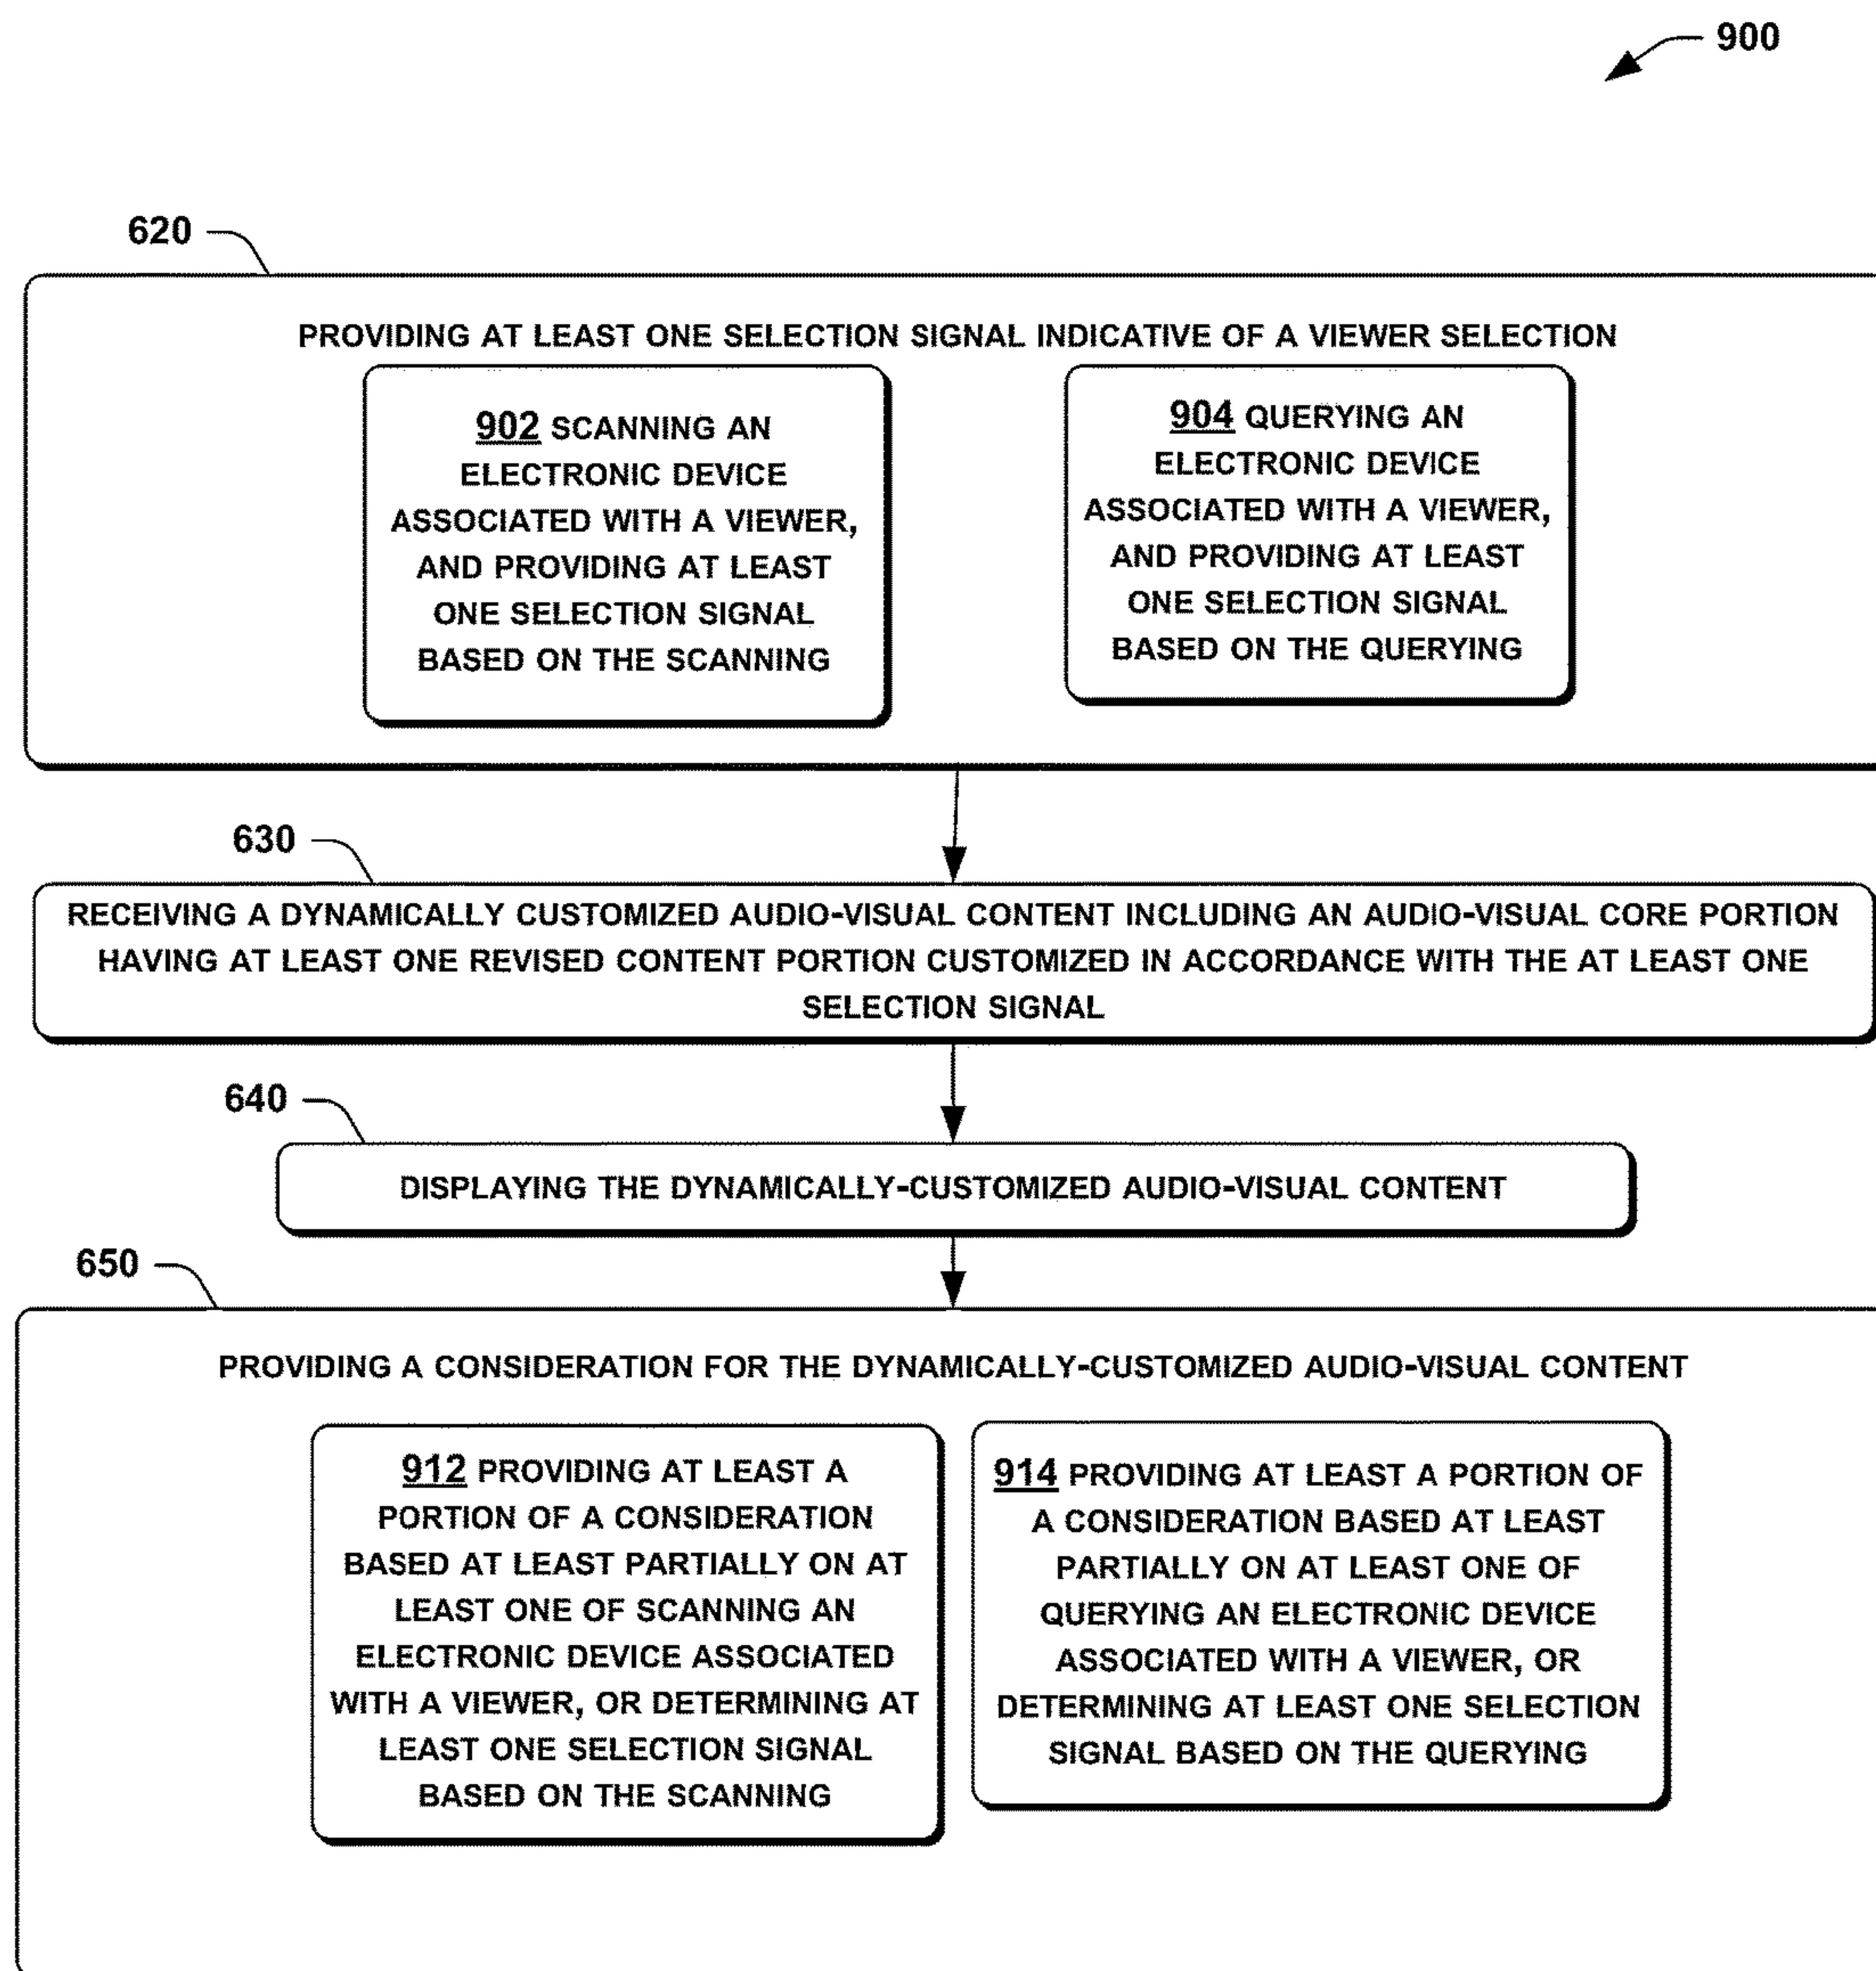 900
620
PROVIDING AT LEAST ONE SELECTION SIGNAL INDICATIVE OF A VIEWER SELECTION
902 SCANNING AN
ELECTRONIC DEVICE
ASSOCIATED WITH A VIEWER,
AND PROVIDING AT LEAST
ONE SELECTION SIGNAL
BASED ON THE SCANNING
904 QUERYING AN
ELECTRONIC DEVICE
ASSOCIATED WITH A VIEWER,
AND PROVIDING AT LEAST
ONE SELECTION SIGNAL
BASED ON THE QUERYING
630
RECEIVING A DYNAMICALLY CUSTOMIZED AUDIO-VISUAL CONTENT INCLUDING AN AUDIO-VISUAL CORE PORTION
HAVING AT LEAST ONE REVISED CONTENT PORTION CUSTOMIZED IN ACCORDANCE WITH THE AT LEAST ONE
SELECTION SIGNAL
640
DISPLAYING THE DYNAMICALLY-CUSTOMIZED AUDIO-VISUAL CONTENT
650
PROVIDING A CONSIDERATION FOR THE DYNAMICALLY-CUSTOMIZED AUDIO-VISUAL CONTENT
912 PROVIDING AT LEAST A
PORTION OF A CONSIDERATION
BASED AT LEAST PARTIALLY ON AT
LEAST ONE OF SCANNING AN
ELECTRONIC DEVICE ASSOCIATED
WITH A VIEWER, OR DETERMINING AT
LEAST ONE SELECTION SIGNAL
BASED ON THE SCANNING
914 PROVIDING AT LEAST A PORTION OF
A CONSIDERATION BASED AT LEAST
PARTIALLY ON AT LEAST ONE OF
QUERYING AN ELECTRONIC DEVICE
ASSOCIATED WITH A VIEWER, OR
DETERMINING AT LEAST ONE SELECTION
SIGNAL BASED ON THE QUERYING